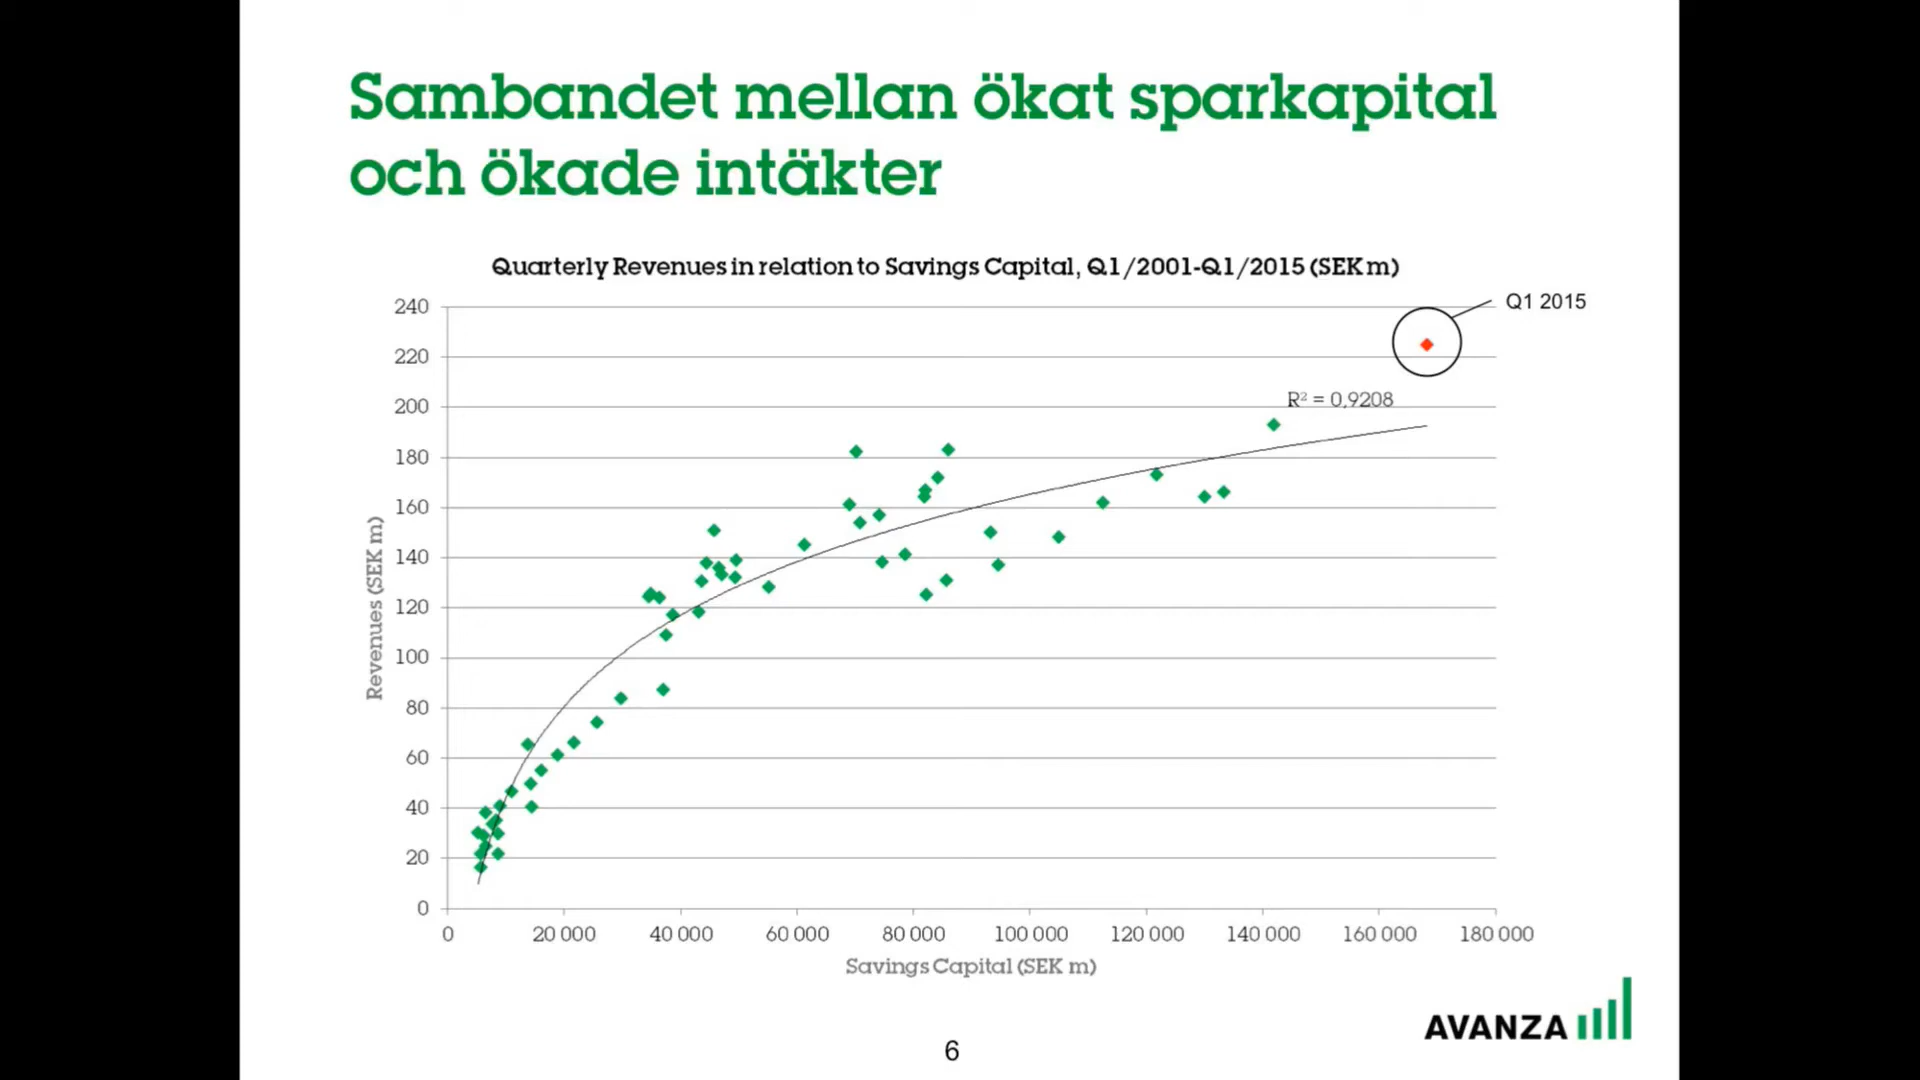 Sambandet mellan ökat sparkapital
och ökade intäkter
Quarterly Revenues in relation to Savings Capital, Q1/2001-Q1/2015 (SEK m)
Q1 2015
R² = 0,9208
240
220
200
180
160
140
120
100
80
60
40
20
0
Revenues (SEK m)
0 20 000 40 000 60 000 80 000 100 000 120 000 140 000 160 000 180 000
Savings Capital (SEK m)
AVANZA
6